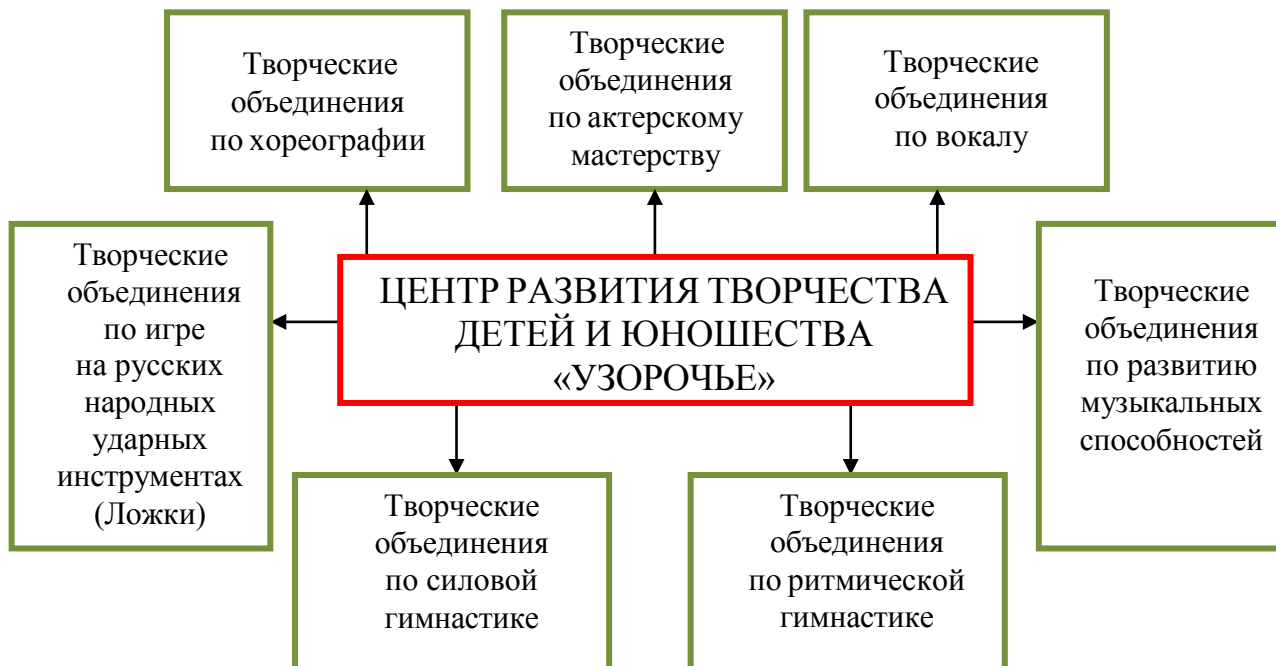 Творческие
объединения
по хореографии
Творческие
объединения
по актерскому
мастерству
Творческие
объединения
по вокалу
Творческие
объединения
по игре
на русских
народных
ударных
инструментах
(Ложки)
ЦЕНТР РАЗВИТИЯ ТВОРЧЕСТВА
ДЕТЕЙ И ЮНОШЕСТВА
«УЗОРОЧЬЕ»
Творческие
объединения
по развитию
музыкальных
способностей
Творческие
объединения
по силовой
гимнастике
Творческие
объединения
по ритмической
гимнастике